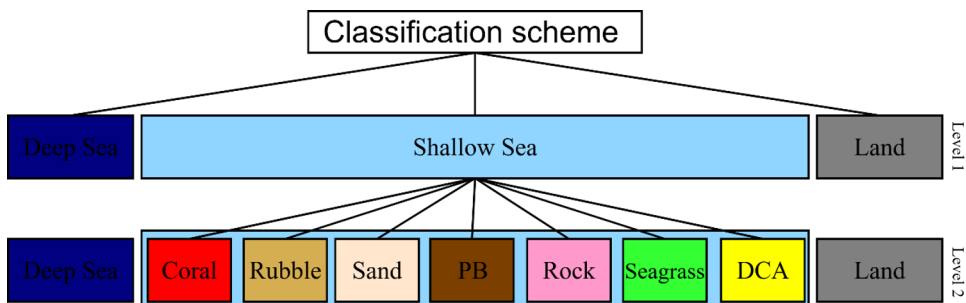 Classification scheme
Deep Sea
Shallow Sea
Land
Level 1
Deep Sea
Coral
Rubble
Sand
PB
Rock
Seagrass
DCA
Land
Level 2